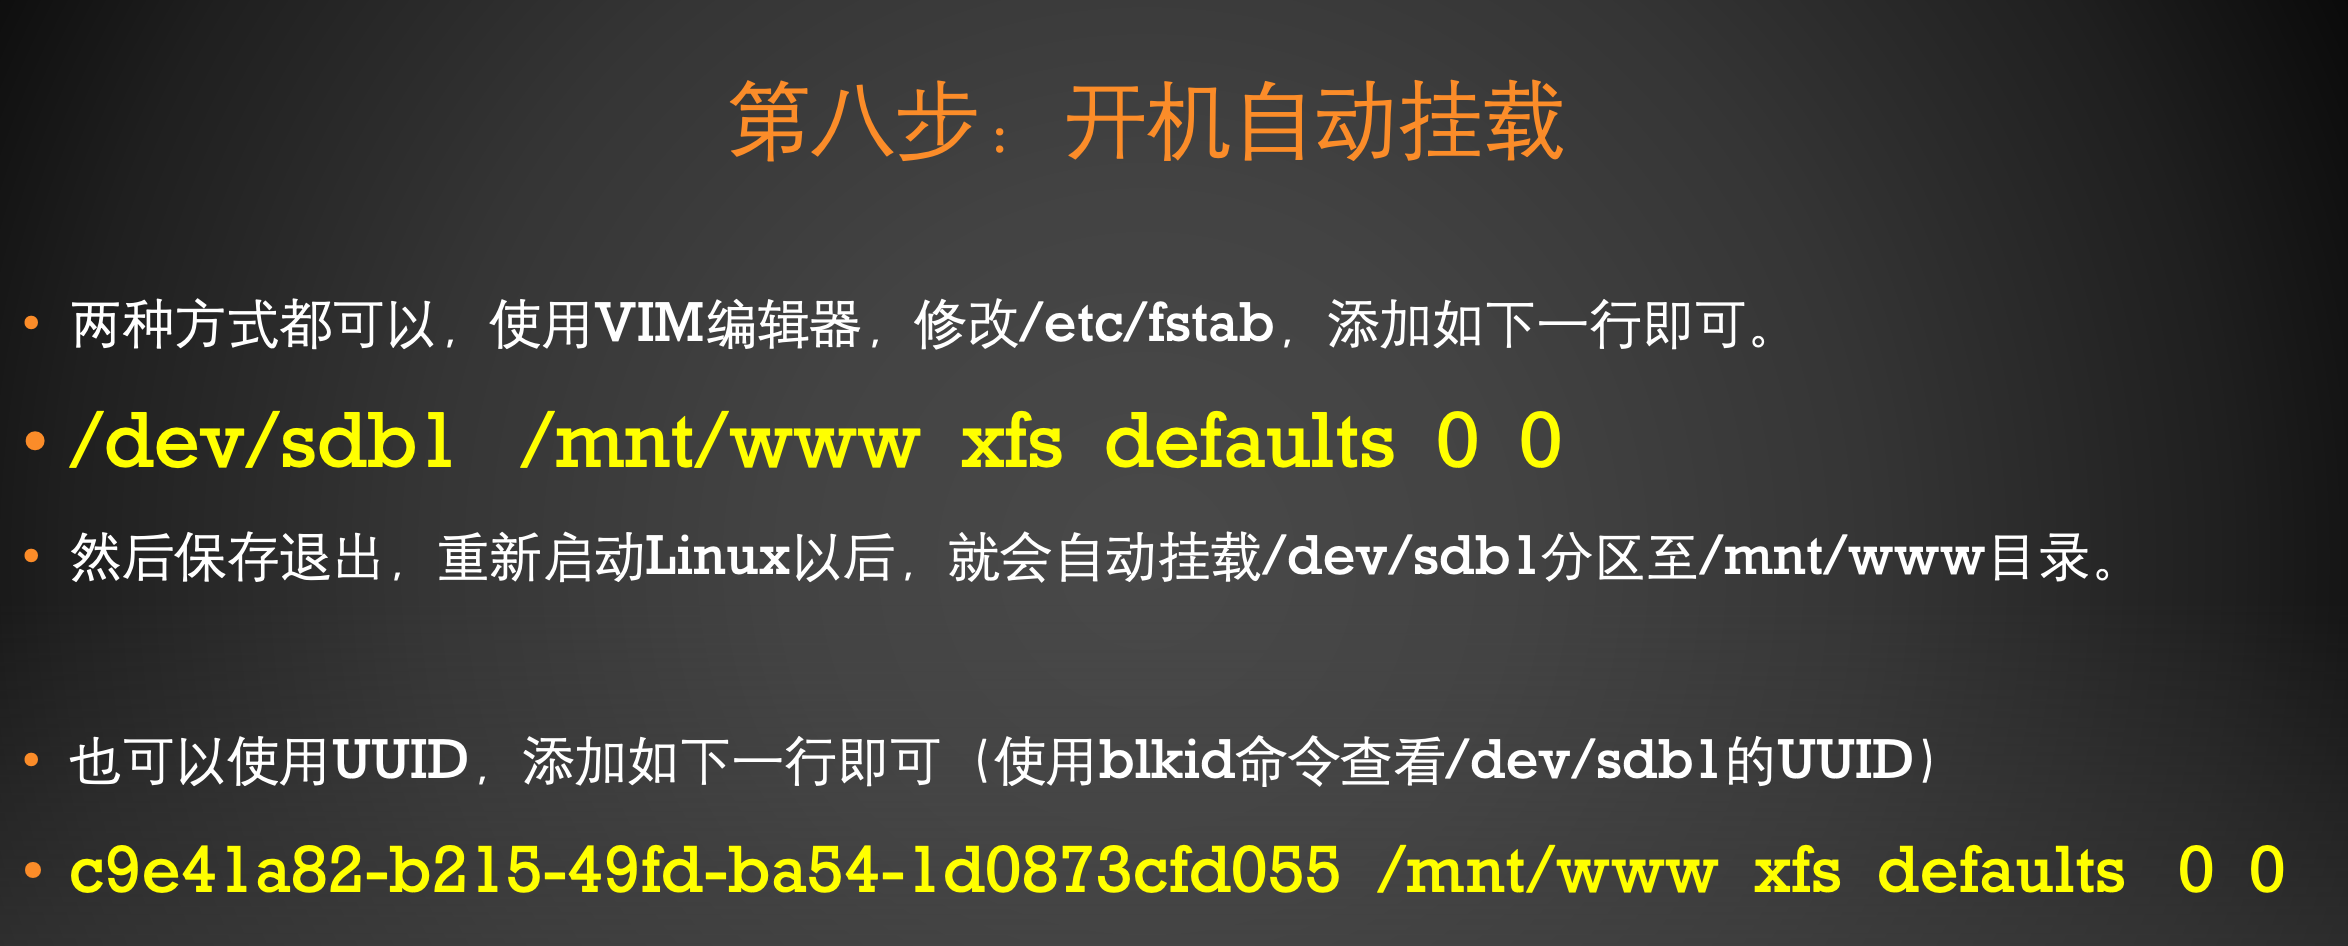 第八步：开机自动挂载
• 两种方式都可以，使用VIM编辑器，修改/etc/fstab，添加如下一行即可。
• /dev/sdb1 /mnt/www xfs defaults 0 0
• 然后保存退出，重新启动Linux以后，就会自动挂载/dev/sdb1分区至/mnt/www目录。
• 也可以使用UUID，添加如下一行即可（使用blkid命令查看/dev/sdb1的UUID）
• c9e41a82-b215-49fd-ba54-1d0873cfd055 /mnt/www xfs defaults 0 0